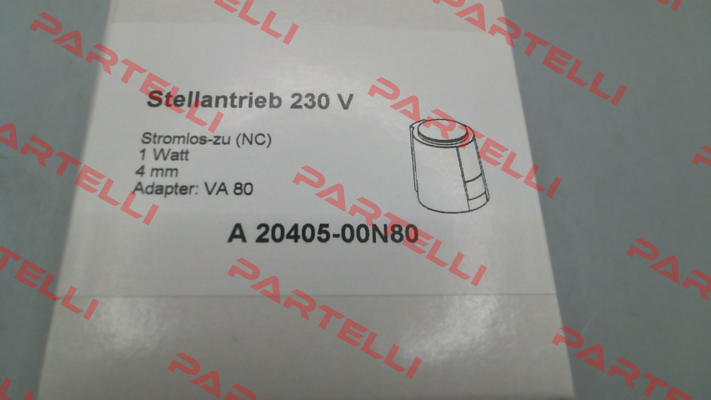 Stellantrieb 230 V
Stromlos-zu (NC)
1 Watt
4 mm
Adapter: VA 80
A 20405-00N80
PARTELLI